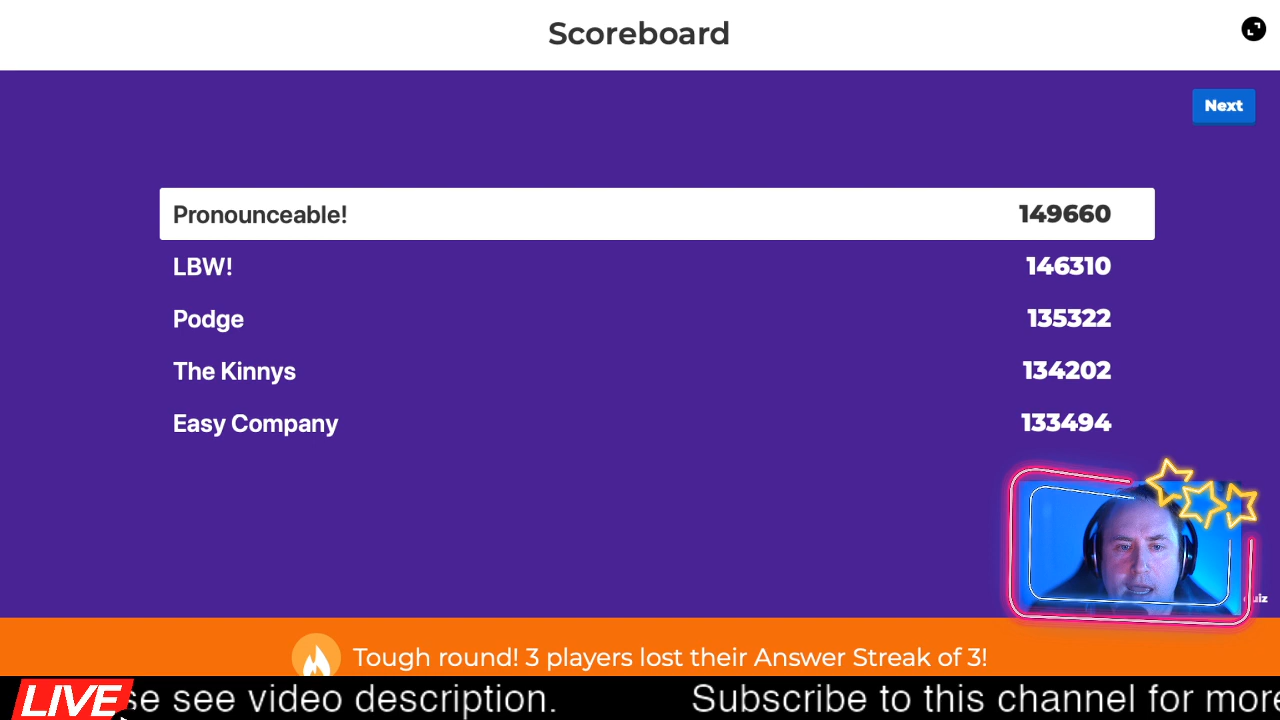 Scoreboard
Next
Pronounceable! 149660
LBW! 146310
Podge 135322
The Kinnys 134202
Easy Company 133494
Tough round! 3 players lost their Answer Streak of 3!
LIVE see video description. Subscribe to this channel for more